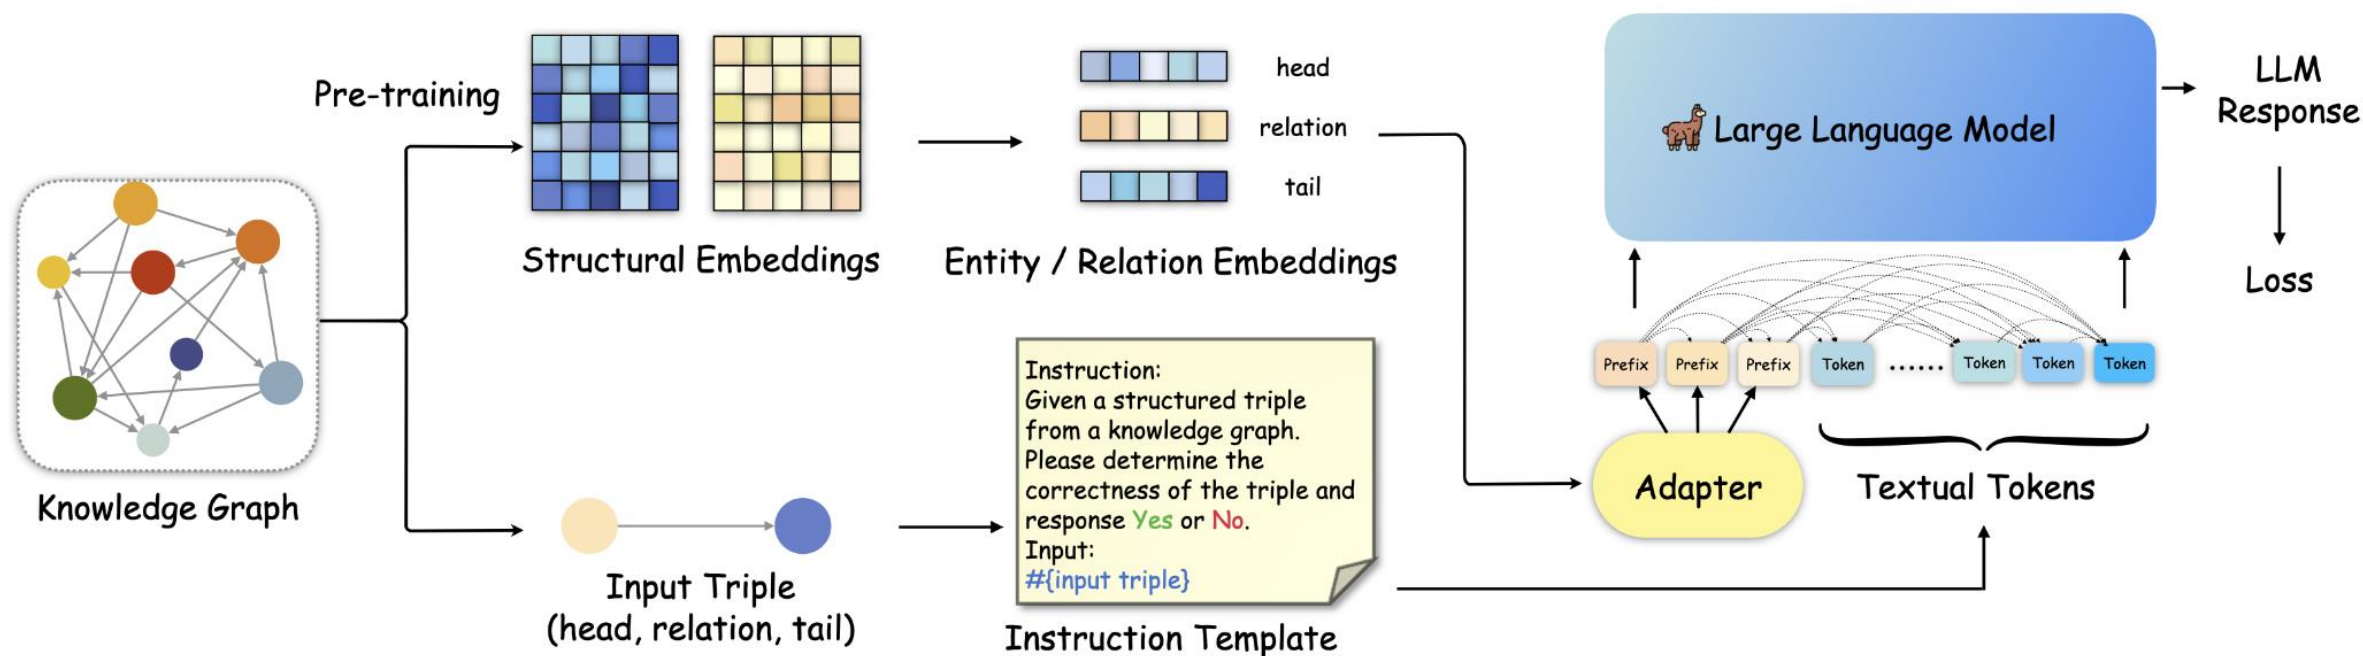 Pre-training
Structural Embeddings
head
relation
tail
Entity / Relation Embeddings
Large Language Model
LLM
Response
Loss
Knowledge Graph
Input Triple
(head, relation, tail)
Instruction:
Given a structured triple
from a knowledge graph.
Please determine the
correctness of the triple and
response Yes or No.
Input:
#{input triple}
Instruction Template
Prefix
Prefix
Prefix
Token
......
Token
Token
Token
Adapter
Textual Tokens